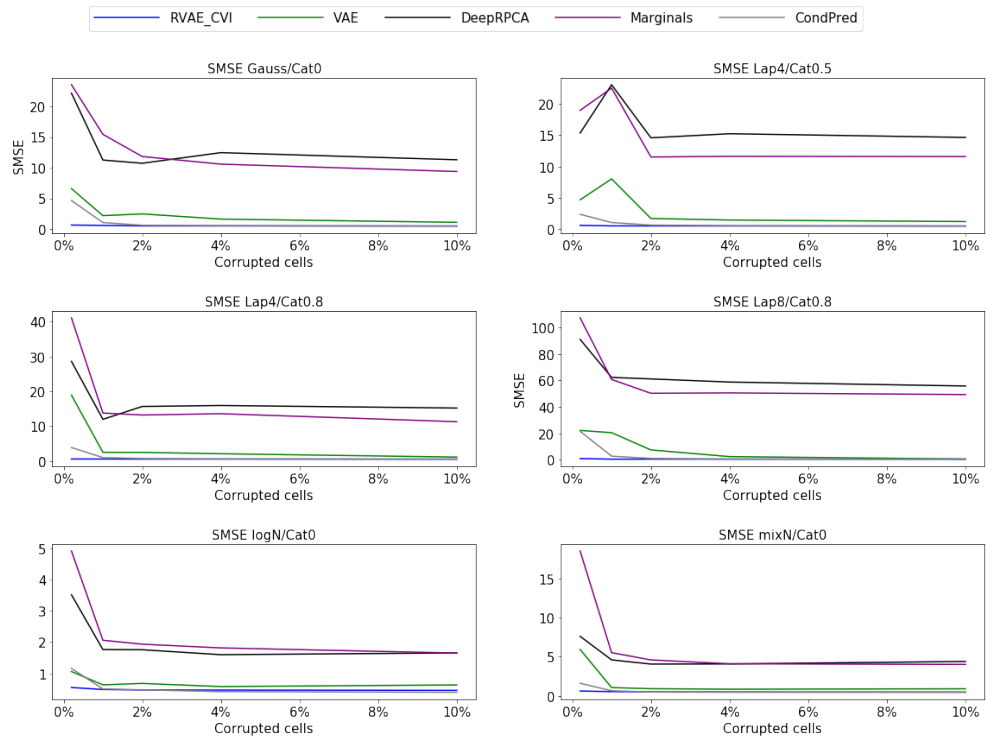 RVAE_CVI VAE DeepRPCA Marginals CondPred
SMSE Gauss/Cat0
SMSE
20
15
10
5
0
0% 2% 4% 6% 8% 10%
Corrupted cells
SMSE Lap4/Cat0.5
20
15
10
5
0
0% 2% 4% 6% 8% 10%
Corrupted cells
SMSE Lap4/Cat0.8
40
30
20
10
0
0% 2% 4% 6% 8% 10%
Corrupted cells
SMSE Lap8/Cat0.8
SMSE
100
80
60
40
20
0
0% 2% 4% 6% 8% 10%
Corrupted cells
SMSE logN/Cat0
5
4
3
2
1
0% 2% 4% 6% 8% 10%
Corrupted cells
SMSE mixN/Cat0
15
10
5
0
0% 2% 4% 6% 8% 10%
Corrupted cells